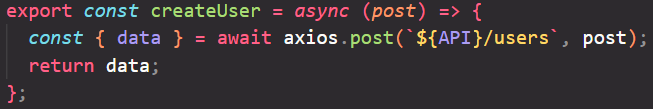 export const createUser = async (post) => {
  const { data } = await axios.post(`${API}/users`, post);
  return data;
};